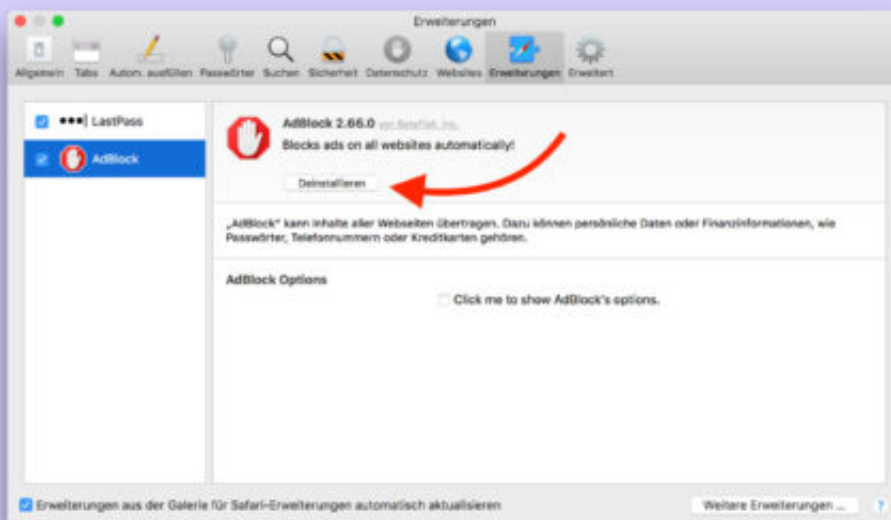 Erweiterungen
Allgemein Tabs Autom. ausfüllen Passwörter Suchen Sicherheit Datenschutz Websites Erweiterungen Erweitert
LastPass
AdBlock
AdBlock 2.66.0
Blocks ads on all websites automatically!
Deinstallieren
„AdBlock“ kann Inhalte aller Webseiten übertragen. Dazu können persönliche Daten oder Finanzinformationen, wie
Passwörter, Telefonnummern oder Kreditkarten gehören.
AdBlock Options
Click me to show AdBlock's options.
Erweiterungen aus der Galerie für Safari-Erweiterungen automatisch aktualisieren
Weitere Erweiterungen ...
?